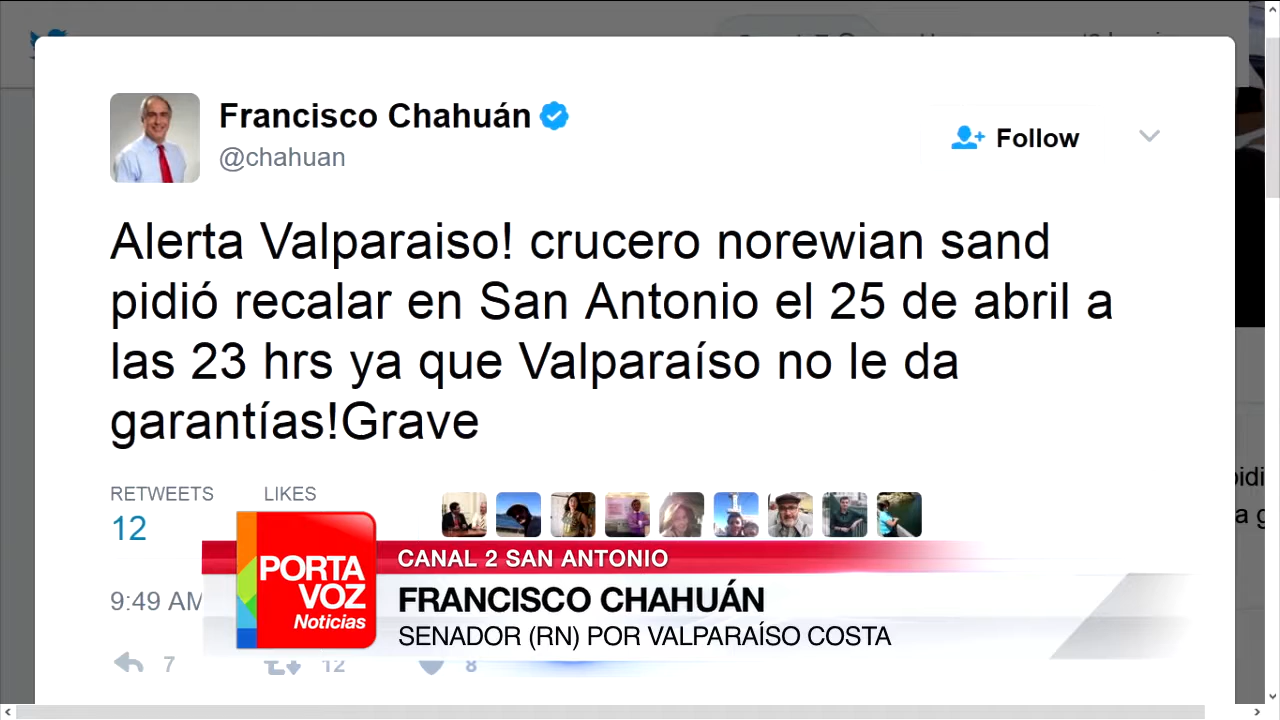 Francisco Chahuán
@chahuan
Follow
Alerta Valparaiso! crucero norewian sand
pidió recalar en San Antonio el 25 de abril a
las 23 hrs ya que Valparaíso no le da
garantías!Grave
RETWEETS
LIKES
12
9:49 AM
7
12
8
PORTA
VOZ
Noticias
CANAL 2 SAN ANTONIO
FRANCISCO CHAHUÁN
SENADOR (RN) POR VALPARAÍSO COSTA